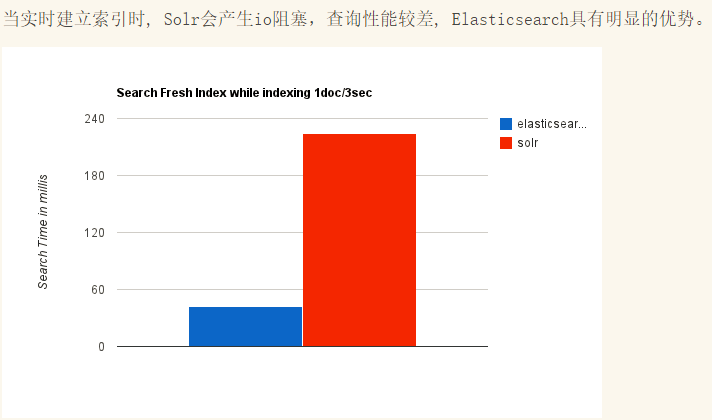 当实时建立索引时, Solr会产生io阻塞，查询性能较差, Elasticsearch具有明显的优势。
Search Fresh Index while indexing 1doc/3sec
240
180
120
60
0
Search Time in millis
elasticsear...
solr